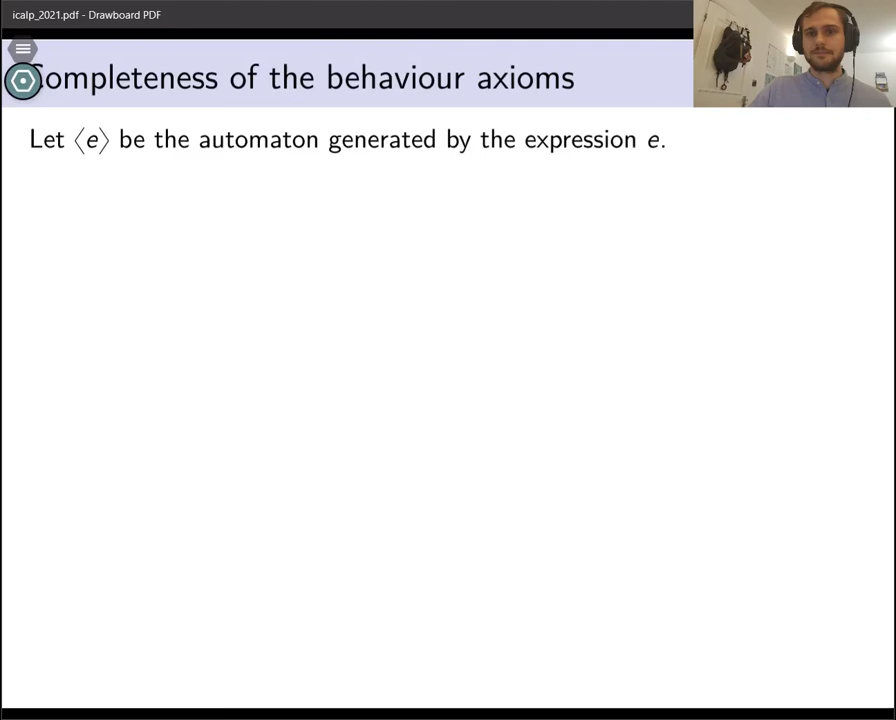 icalp_2021.pdf - Drawboard PDF
Completeness of the behaviour axioms
Let ⟨e⟩ be the automaton generated by the expression e.